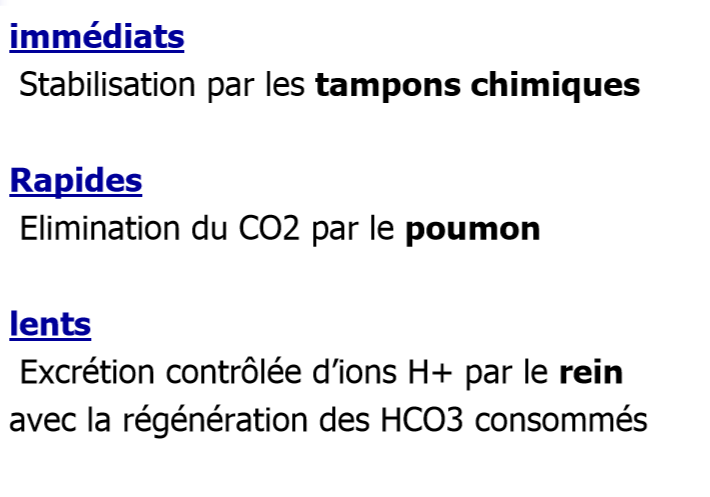 immédiats
Stabilisation par les tampons chimiques
Rapides
Elimination du CO2 par le poumon
lents
Excrétion contrôlée d’ions H+ par le rein
avec la régénération des HCO3 consommés